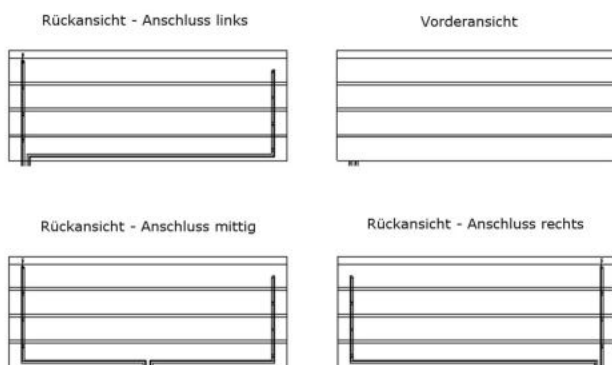 Rückansicht - Anschluss links
Vorderansicht
Rückansicht - Anschluss mittig
Rückansicht - Anschluss rechts